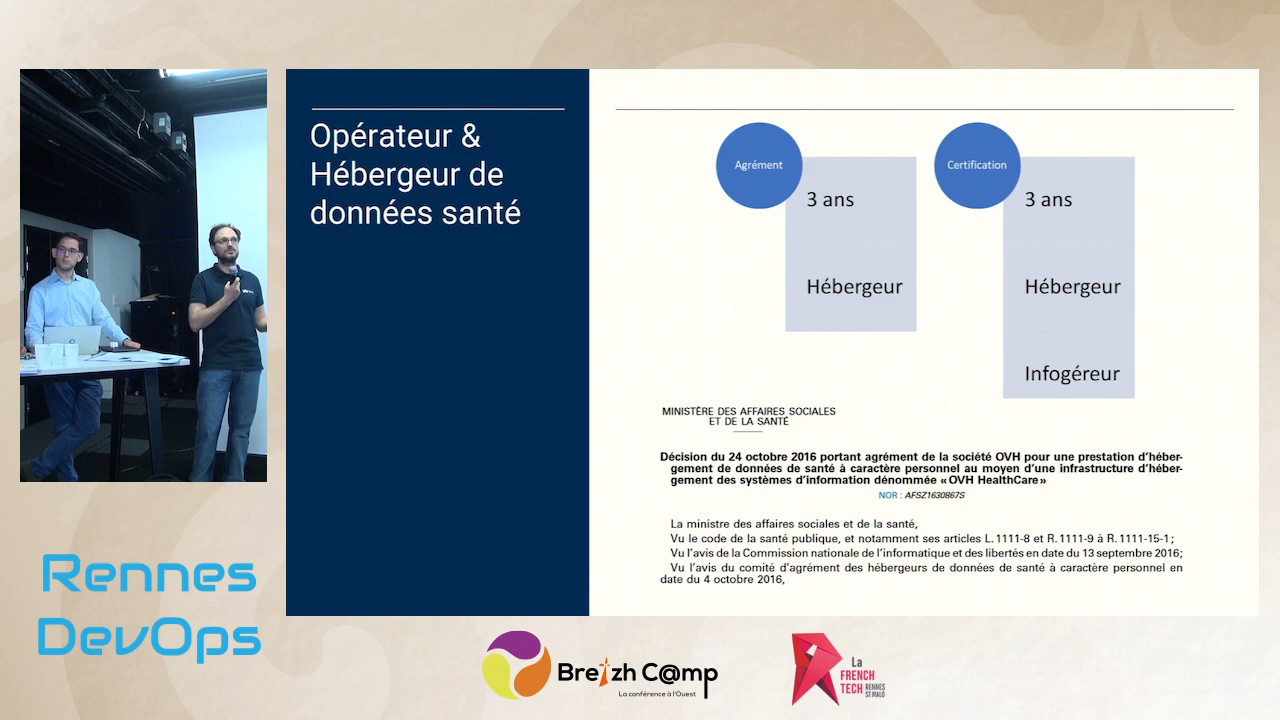 Opérateur &
Hébergeur de
données santé
Agrément
3 ans
Hébergeur
Certification
3 ans
Hébergeur
Infogéreur
MINISTÈRE DES AFFAIRES SOCIALES
ET DE LA SANTÉ
Décision du 24 octobre 2016 portant agrément de la société OVH pour une prestation d’héber-
gement de données de santé à caractère personnel au moyen d’une infrastructure d’héber-
gement des systèmes d’information dénommée « OVH HealthCare »
NOR : AFSZ1630867S
La ministre des affaires sociales et de la santé,
Vu le code de la santé publique, et notamment ses articles L. 1111-8 et R. 1111-9 à R. 1111-15-1 ;
Vu l’avis de la Commission nationale de l’informatique et des libertés en date du 13 septembre 2016;
Vu l’avis du comité d’agrément des hébergeurs de données de santé à caractère personnel en
date du 4 octobre 2016,
Rennes
DevOps
Breizh C@mp
La conférence à l'Ouest
La
FRENCH
TECH
RENNES
ST MALO